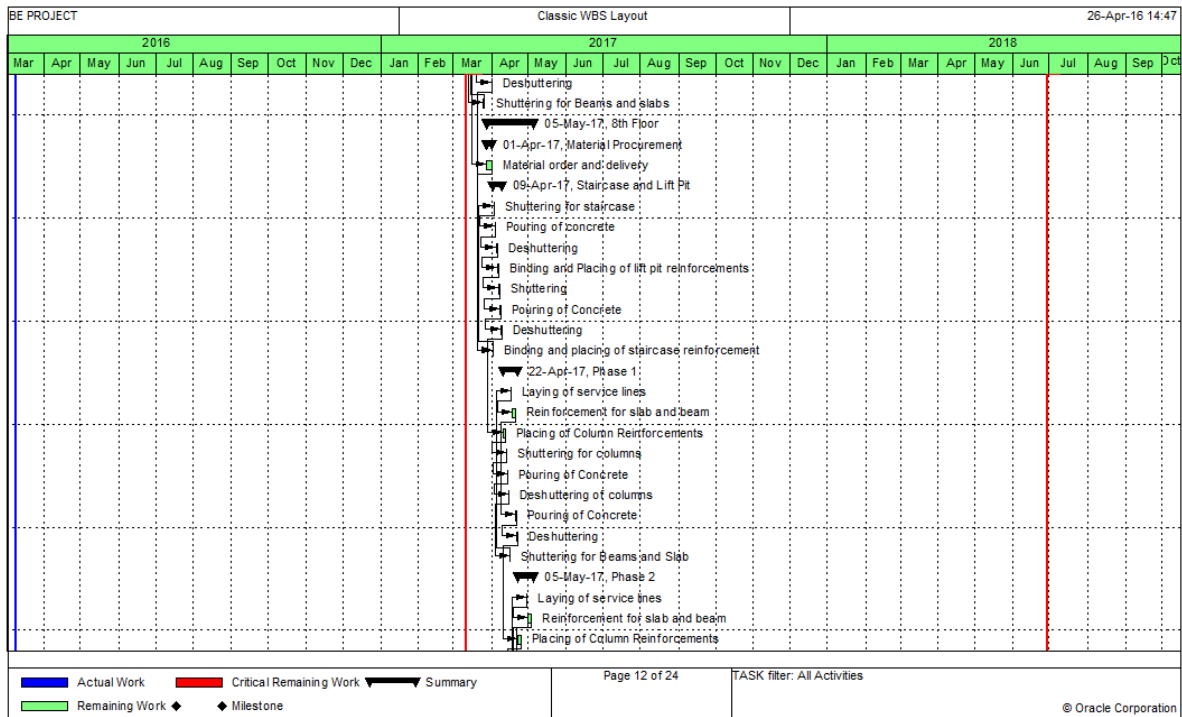 BE PROJECT Classic WBS Layout 26-Apr-16 14:47
2016 2017 2018
Mar Apr May Jun Jul Aug Sep Oct Nov Dec Jan Feb Mar Apr May Jun Jul Aug Sep Oct Nov Dec Jan Feb Mar Apr May Jun Jul Aug Sep Oct
Deshuttering
Shuttering for Beams and slabs
05-May-17, 8th Floor
01-Apr-17, Material Procurement
Material order and delivery
09-Apr-17, Staircase and Lift Pit
Shuttering for staircase
Pouring of concrete
Deshuttering
Binding and Placing of lift pit reinforcements
Shuttering
Pouring of Concrete
Deshuttering
Binding and placing of staircase reinforcement
22-Apr-17, Phase 1
Laying of service lines
Reinforcement for slab and beam
Placing of Column Reinforcements
Shuttering for columns
Pouring of Concrete
Deshuttering of columns
Pouring of Concrete
Deshuttering
Shuttering for Beams and Slab
05-May-17, Phase 2
Laying of service lines
Reinforcement for slab and beam
Placing of Column Reinforcements
Actual Work Critical Remaining Work Summary Page 12 of 24 TASK filter: All Activities
Remaining Work Milestone © Oracle Corporation